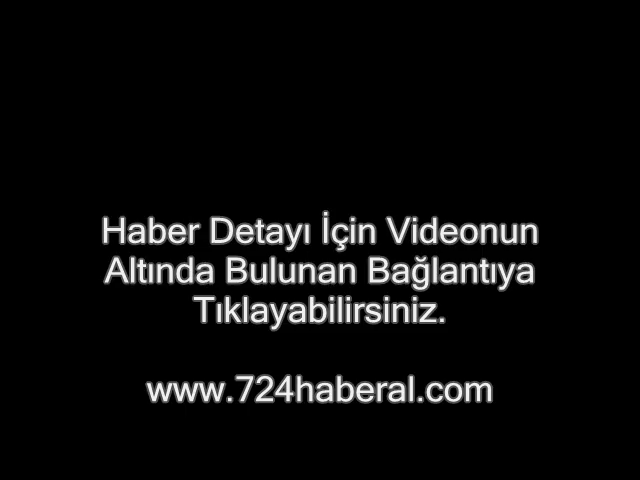 Haber Detayı İçin Videonun
Altında Bulunan Bağlantıya
Tıklayabilirsiniz.
www.724haberal.com